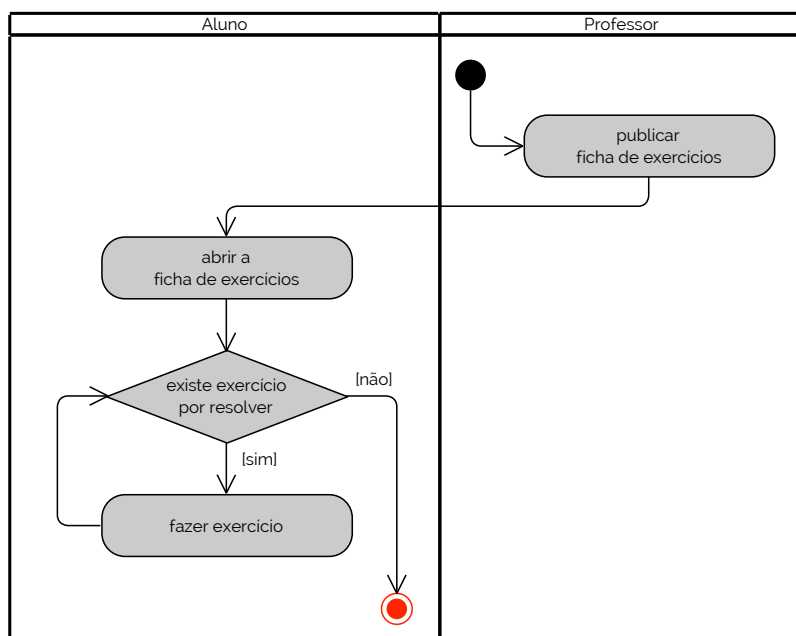 Aluno
Professor
publicar
ficha de exercícios
abrir a
ficha de exercícios
existe exercício
por resolver
[não]
[sim]
fazer exercício